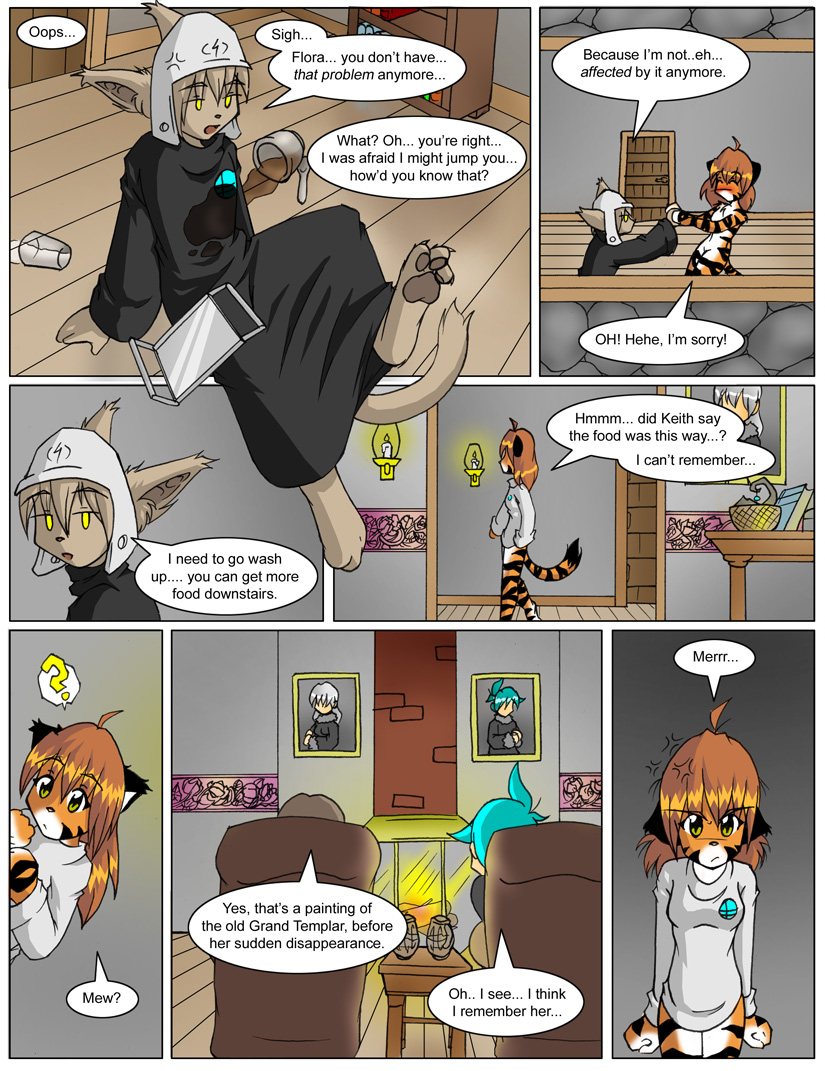 Oops...
Sigh...
Flora... you don't have...
that problem anymore...
What? Oh... you're right...
I was afraid I might jump you...
how'd you know that?
Because I'm not..eh...
affected by it anymore.
OH! Hehe, I'm sorry!
I need to go wash
up.... you can get more
food downstairs.
Hmmm... did Keith say
the food was this way...?
I can't remember...
?
Mew?
Yes, that's a painting of
the old Grand Templar, before
her sudden disappearance.
Oh.. I see... I think
I remember her...
Merrr...